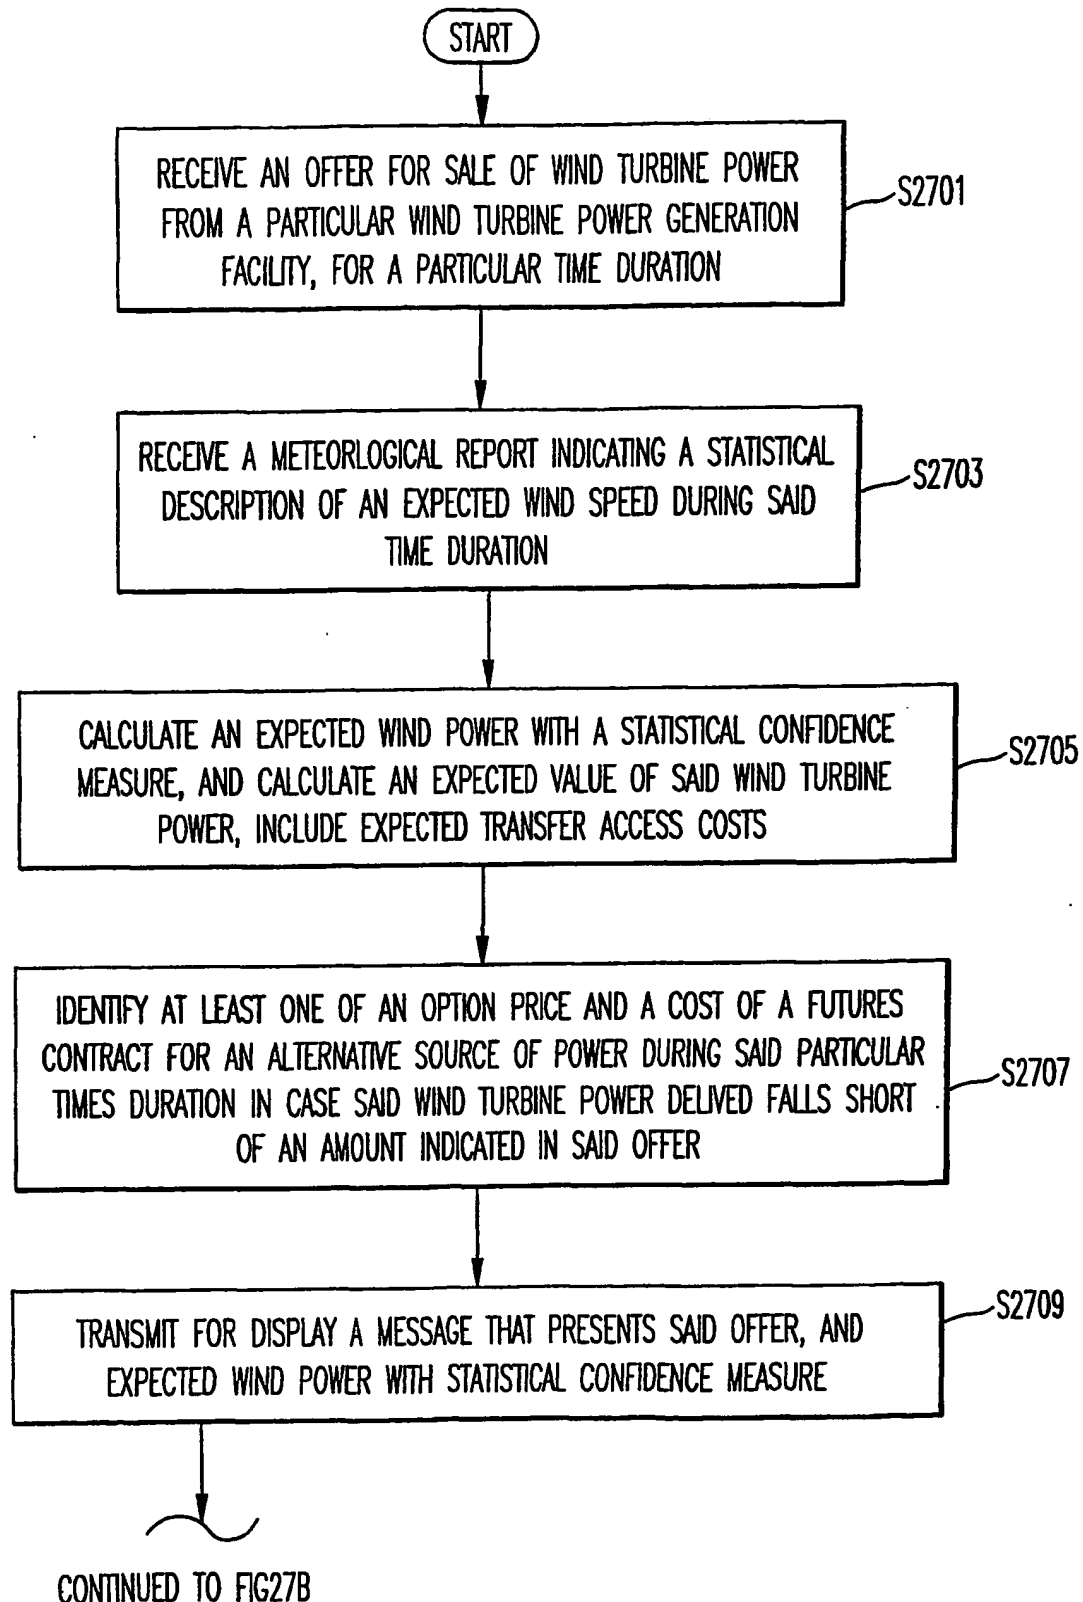 START
RECEIVE AN OFFER FOR SALE OF WIND TURBINE POWER
FROM A PARTICULAR WIND TURBINE POWER GENERATION
FACILITY, FOR A PARTICULAR TIME DURATION
S2701
RECEIVE A METEORLOGICAL REPORT INDICATING A STATISTICAL
DESCRIPTION OF AN EXPECTED WIND SPEED DURING SAID
TIME DURATION
S2703
CALCULATE AN EXPECTED WIND POWER WITH A STATISTICAL CONFIDENCE
MEASURE, AND CALCULATE AN EXPECTED VALUE OF SAID WIND TURBINE
POWER, INCLUDE EXPECTED TRANSFER ACCESS COSTS
S2705
IDENTIFY AT LEAST ONE OF AN OPTION PRICE AND A COST OF A FUTURES
CONTRACT FOR AN ALTERNATIVE SOURCE OF POWER DURING SAID PARTICULAR
TIMES DURATION IN CASE SAID WIND TURBINE POWER DELIVED FALLS SHORT
OF AN AMOUNT INDICATED IN SAID OFFER
S2707
TRANSMIT FOR DISPLAY A MESSAGE THAT PRESENTS SAID OFFER, AND
EXPECTED WIND POWER WITH STATISTICAL CONFIDENCE MEASURE
S2709
CONTINUED TO FIG27B